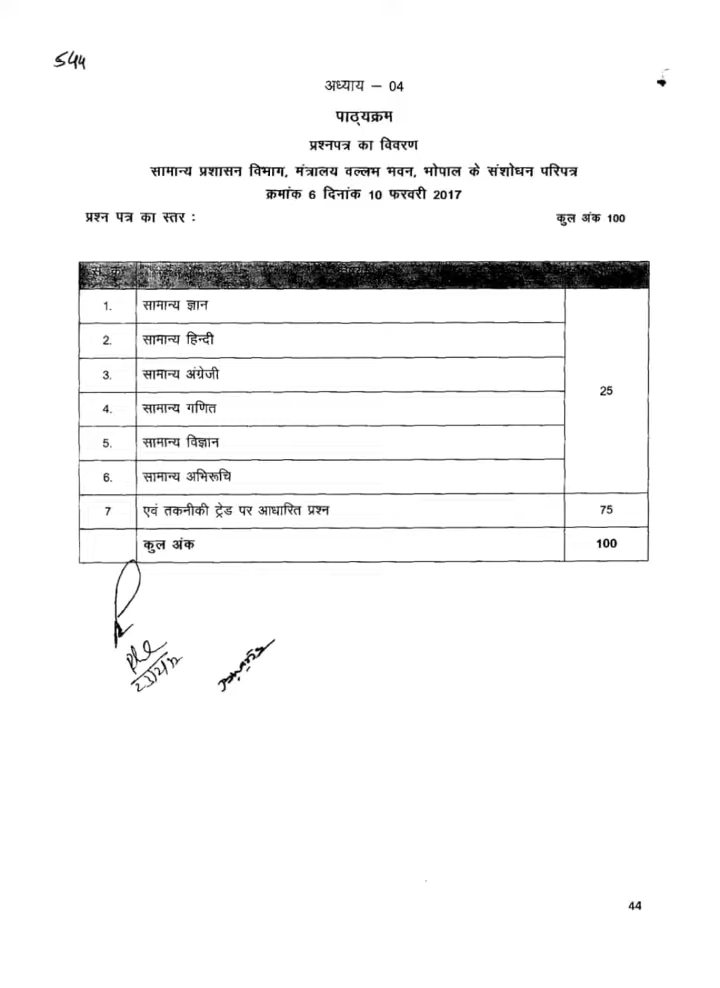 544
अध्याय – 04
पाठ्यक्रम
प्रश्नपत्र का विवरण
सामान्य प्रशासन विभाग, मंत्रालय वल्लभ भवन, भोपाल के संशोधन परिपत्र
क्रमांक 6 दिनांक 10 फरवरी 2017
प्रश्न पत्र का स्तर : कुल अंक 100
स. क्र.
1. सामान्य ज्ञान
2. सामान्य हिन्दी
3. सामान्य अंग्रेजी
25
4. सामान्य गणित
5. सामान्य विज्ञान
6. सामान्य अभिरूचि
7 एवं तकनीकी ट्रेड पर आधारित प्रश्न 75
कुल अंक 100
44